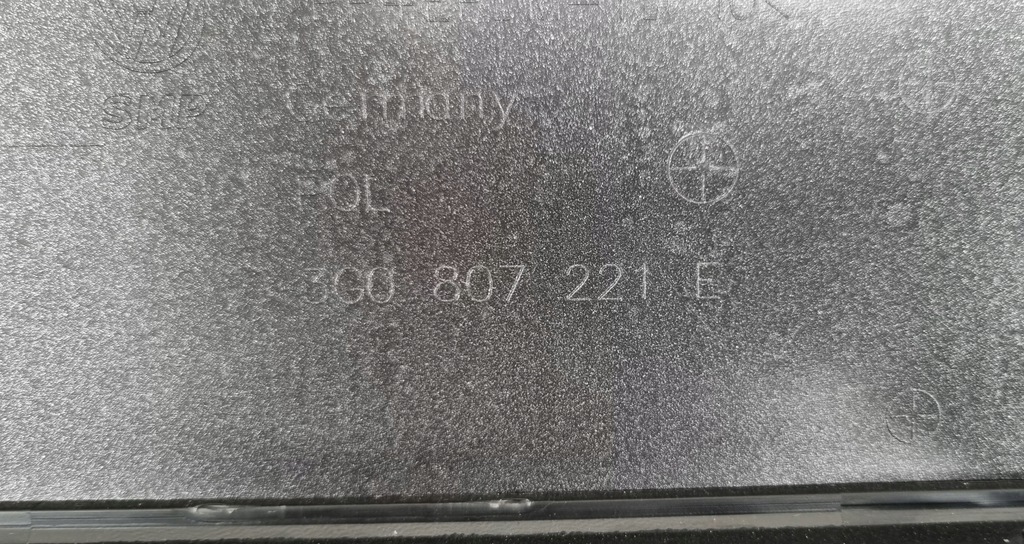 Germany
SMP
POL
3G0 807 221 E